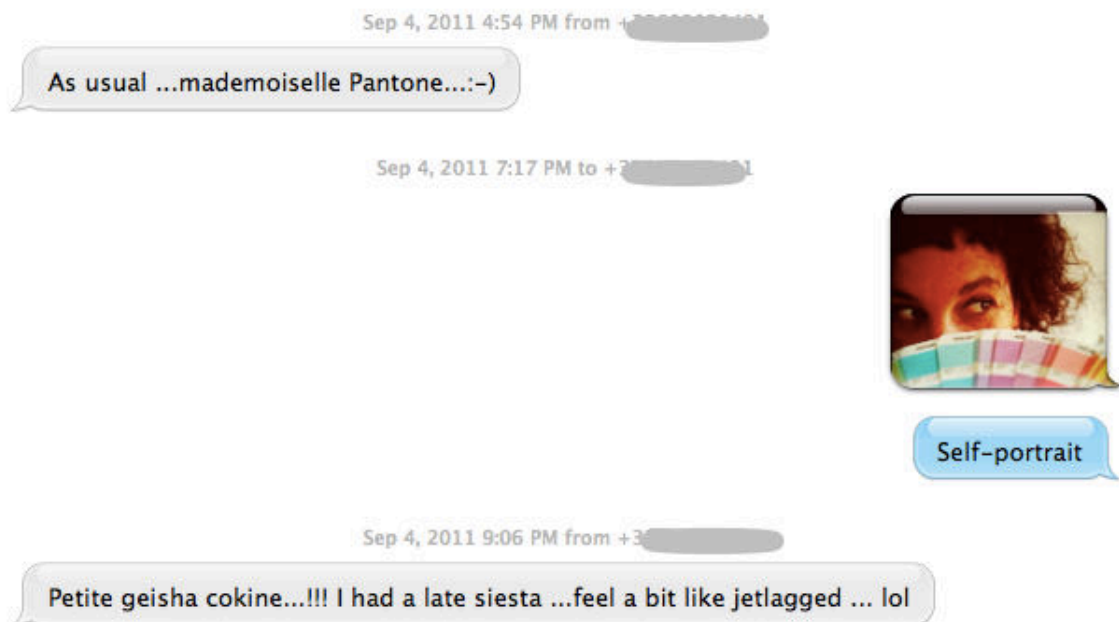 Sep 4, 2011 4:54 PM from +
As usual ...mademoiselle Pantone...:-)
Sep 4, 2011 7:17 PM to +3 1
Self-portrait
Sep 4, 2011 9:06 PM from +3
Petite geisha cokine...!!! I had a late siesta ...feel a bit like jetlagged ... lol